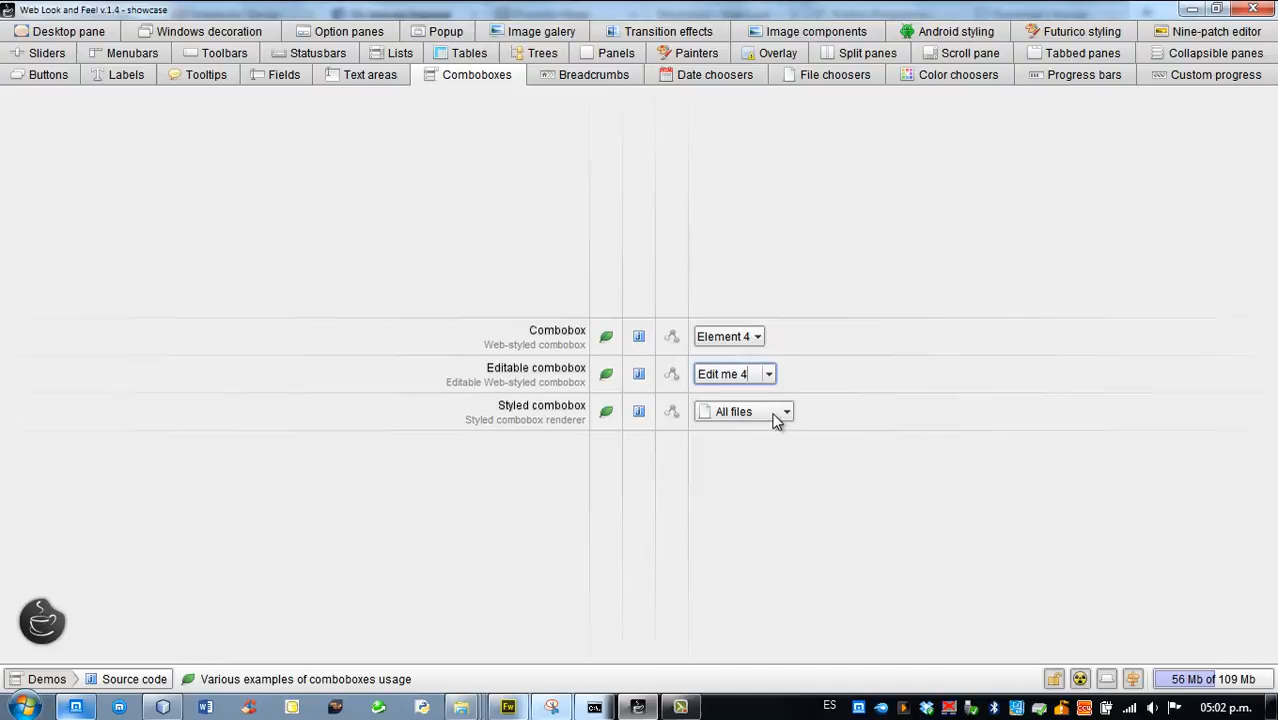 Web Look and Feel v.1.4 - showcase
Desktop pane Windows decoration Option panes Popup Image galery Transition effects Image components Android styling Futurico styling Nine-patch editor
Sliders Menubars Toolbars Statusbars Lists Tables Trees Panels Painters Overlay Split panes Scroll pane Tabbed panes Collapsible panes
Buttons Labels Tooltips Fields Text areas Comboboxes Breadcrumbs Date choosers File choosers Color choosers Progress bars Custom progress
Combobox
Web-styled combobox
Element 4
Editable combobox
Editable Web-styled combobox
Edit me 4
Styled combobox
Styled combobox renderer
All files
Demos Source code Various examples of comboboxes usage 56 Mb of 109 Mb
ES 05:02 p.m.